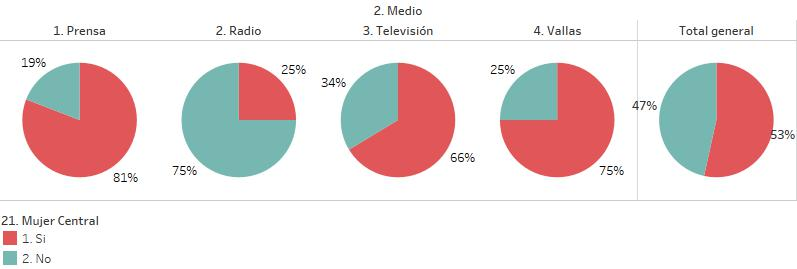 2. Medio
1. Prensa
2. Radio
3. Televisión
4. Vallas
Total general
19%
81%
25%
75%
34%
66%
25%
75%
47%
53%
21. Mujer Central
1. Si
2. No